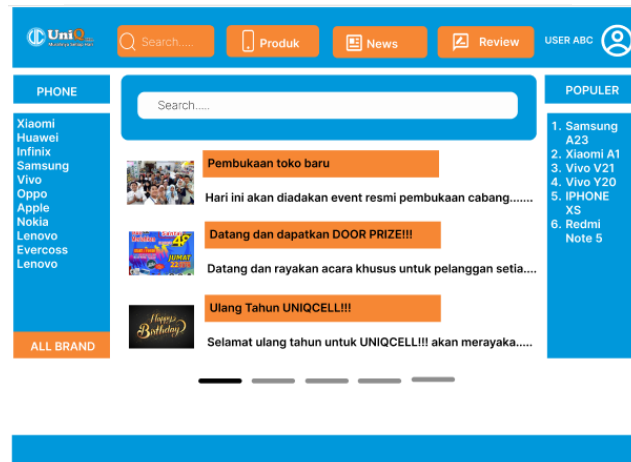 UniQ
Search.....
Produk
News
Review
USER ABC
PHONE
Xiaomi
Huawei
Infinix
Samsung
Vivo
Oppo
Apple
Nokia
Lenovo
Evercoss
Lenovo
ALL BRAND
Search.....
Pembukaan toko baru
Hari ini akan diadakan event resmi pembukaan cabang.......
Datang dan dapatkan DOOR PRIZE!!!
JUMAT
Datang dan rayakan acara khusus untuk pelanggan setia....
Ulang Tahun UNIQCELL!!!
Happy
Birthday
Selamat ulang tahun untuk UNIQCELL!!! akan merayaka.....
POPULER
1. Samsung
A23
2. Xiaomi A1
3. Vivo V21
4. Vivo Y20
5. IPHONE
XS
6. Redmi
Note 5